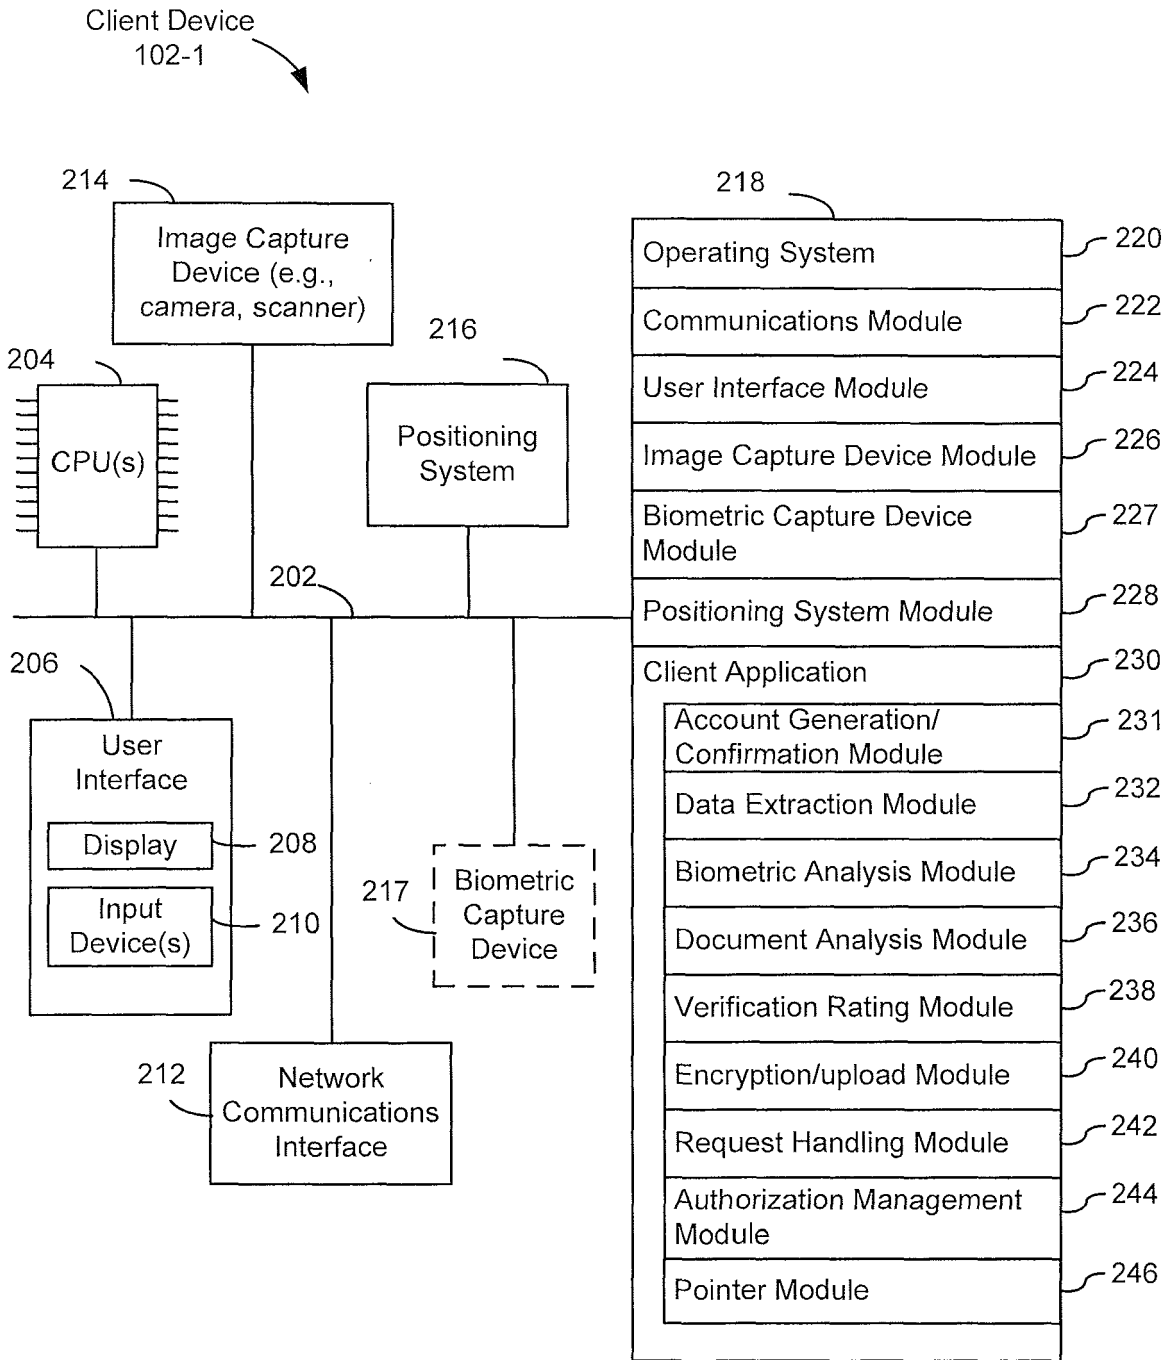 Client Device
102-1
214
Image Capture
Device (e.g.,
camera, scanner)
204
CPU(s)
216
Positioning
System
202
206
User
Interface
Display
208
Input
Device(s)
210
217
Biometric
Capture
Device
212
Network
Communications
Interface
218
Operating System
220
Communications Module
222
User Interface Module
224
Image Capture Device Module
226
Biometric Capture Device
Module
227
Positioning System Module
228
Client Application
230
Account Generation/
Confirmation Module
231
Data Extraction Module
232
Biometric Analysis Module
234
Document Analysis Module
236
Verification Rating Module
238
Encryption/upload Module
240
Request Handling Module
242
Authorization Management
Module
244
Pointer Module
246